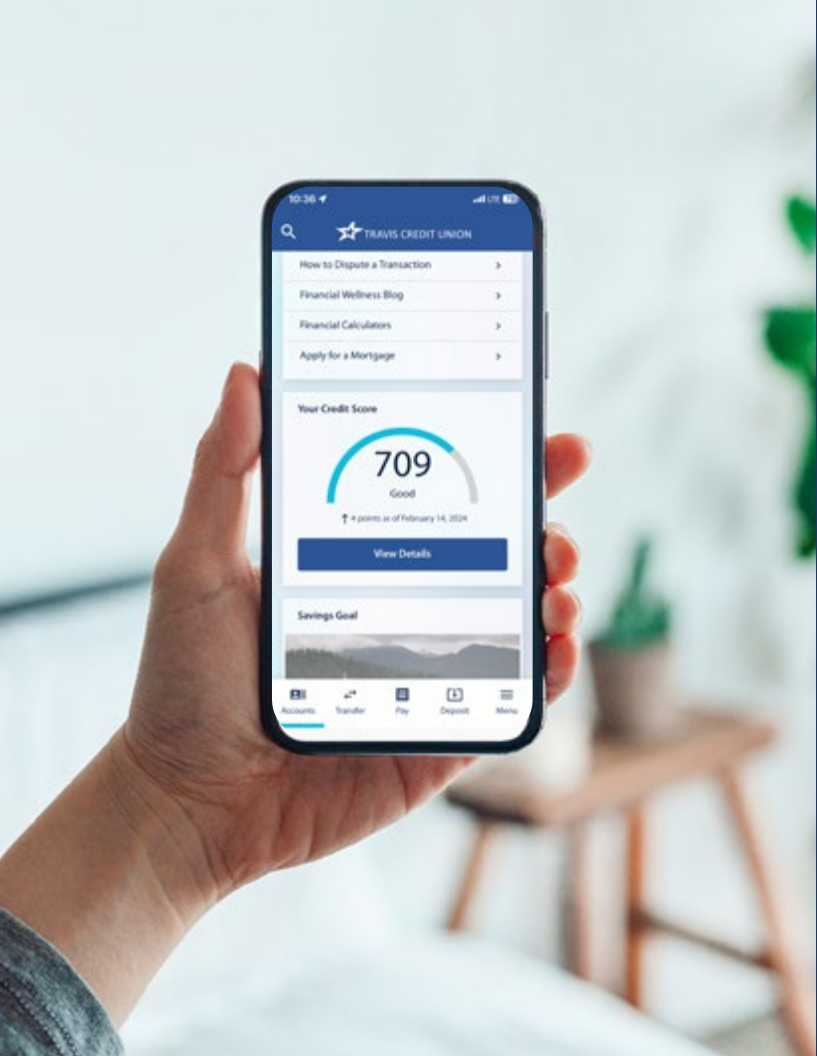 10:36
LTE
TRAVIS CREDIT UNION
How to Dispute a Transaction
Financial Wellness Blog
Financial Calculators
Apply for a Mortgage
Your Credit Score
709
Good
4 points as of February 14, 2024
View Details
Savings Goal
Accounts Transfer Pay Deposit Menu